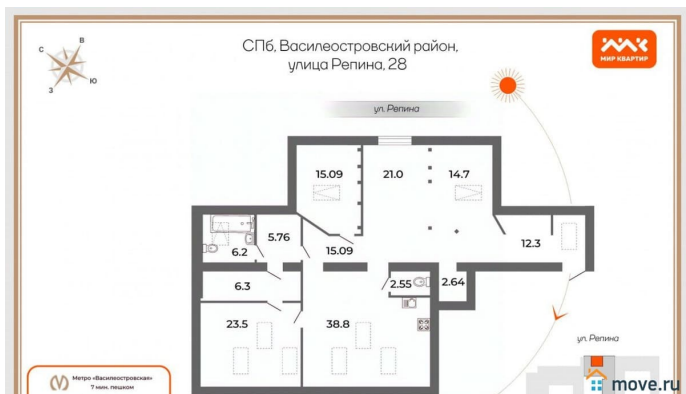 СПб, Василеостровский район,
улица Репина, 28
МИР КВАРТИР
С
В
З
Ю
ул. Репина
15.09
21.0
14.7
5.76
6.2
15.09
12.3
6.3
2.55
2.64
23.5
38.8
ул. Репина
Метро «Василеостровская»
7 мин. пешком
move.ru